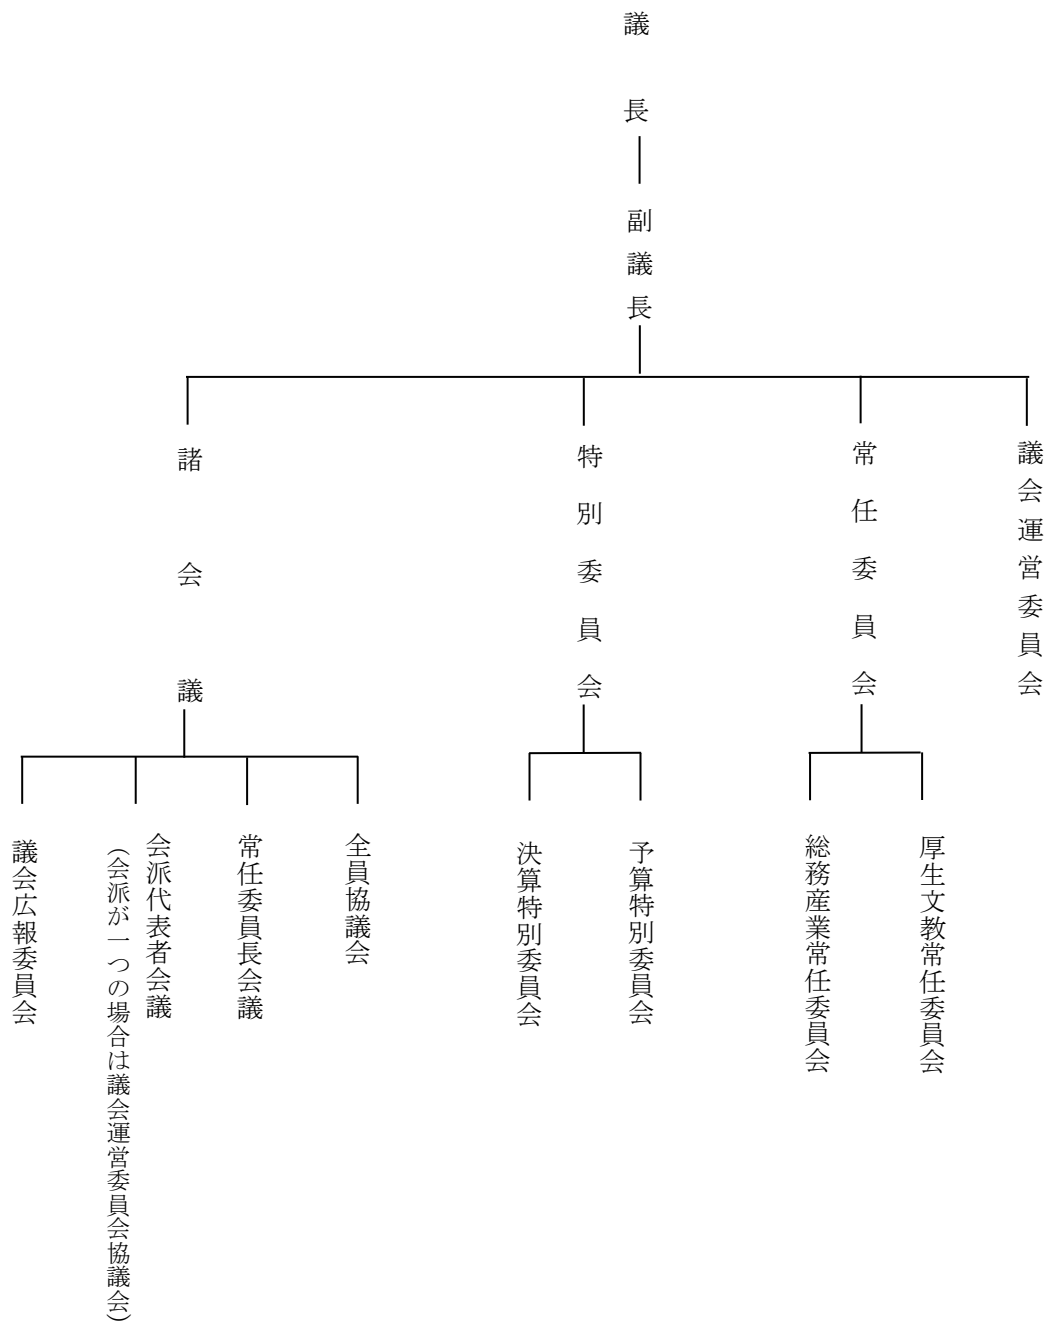 議長
副議長
議会運営委員会
常任委員会
特別委員会
諸会議
厚生文教常任委員会
総務産業常任委員会
予算特別委員会
決算特別委員会
全員協議会
常任委員長会議
会派代表者会議
(会派が一つの場合は議会運営委員会協議会)
議会広報委員会